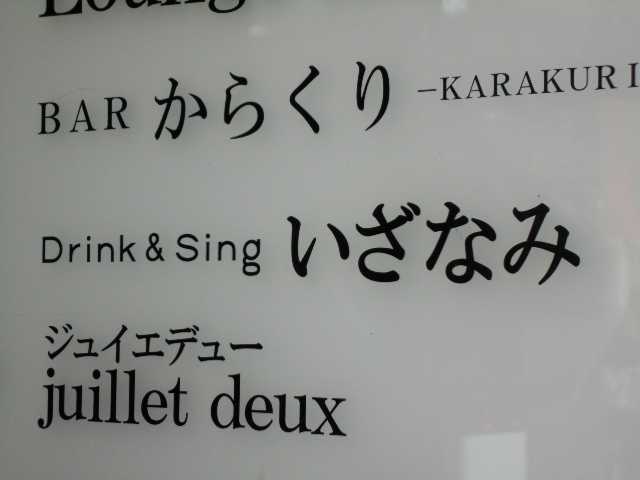 Loung
BAR からくり -KARAKURI
Drink & Sing いざなみ
ジュイエデュー
juillet deux